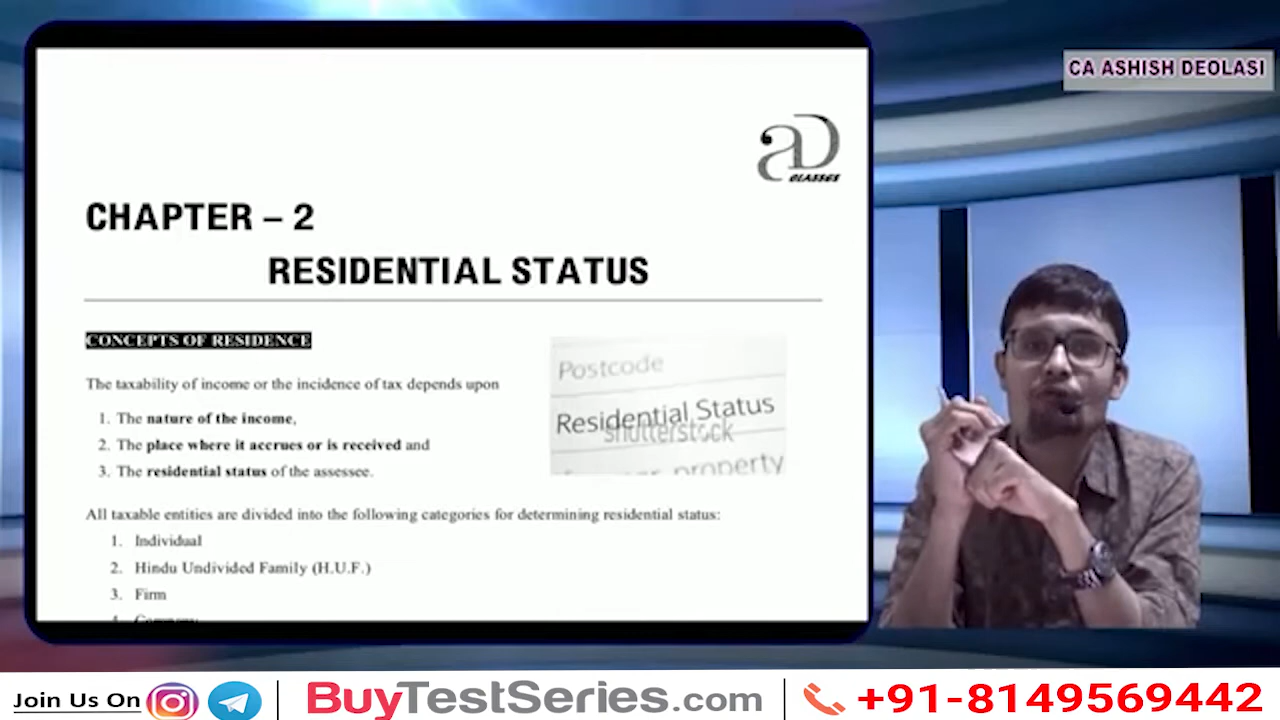 CA ASHISH DEOLASI
aD
CLASSES
CHAPTER – 2
RESIDENTIAL STATUS
CONCEPTS OF RESIDENCE
The taxability of income or the incidence of tax depends upon
1. The nature of the income,
2. The place where it accrues or is received and
3. The residential status of the assessee.
Postcode
Residential Status
shutterstock
property
All taxable entities are divided into the following categories for determining residential status:
1. Individual
2. Hindu Undivided Family (H.U.F.)
3. Firm
Join Us On
BuyTestSeries.com
+91-8149569442